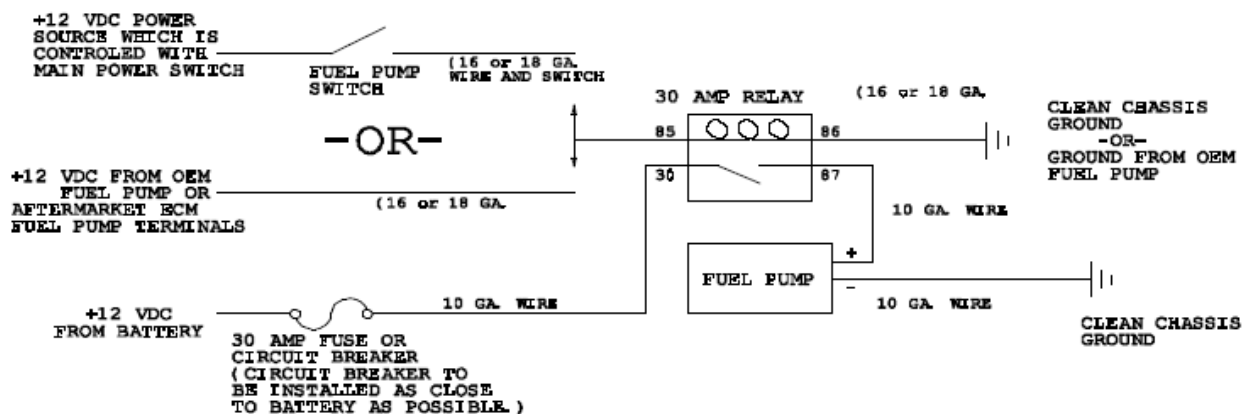 +12 VDC POWER
SOURCE WHICH IS
CONTROLED WITH
MAIN POWER SWITCH
FUEL PUMP
SWITCH
(16 or 18 GA.
WIRE AND SWITCH
-OR-
+12 VDC FROM OEM
FUEL PUMP OR
AFTERMARKET ECM
FUEL PUMP TERMINALS
(16 or 18 GA.
30 AMP RELAY
85
86
30
87
(16 or 18 GA.
CLEAN CHASSIS
GROUND
-OR-
GROUND FROM OEM
FUEL PUMP
10 GA. WIRE
FUEL PUMP
+
-
10 GA. WIRE
CLEAN CHASSIS
GROUND
+12 VDC
FROM BATTERY
10 GA. WIRE
30 AMP FUSE OR
CIRCUIT BREAKER
(CIRCUIT BREAKER TO
BE INSTALLED AS CLOSE
TO BATTERY AS POSSIBLE.)